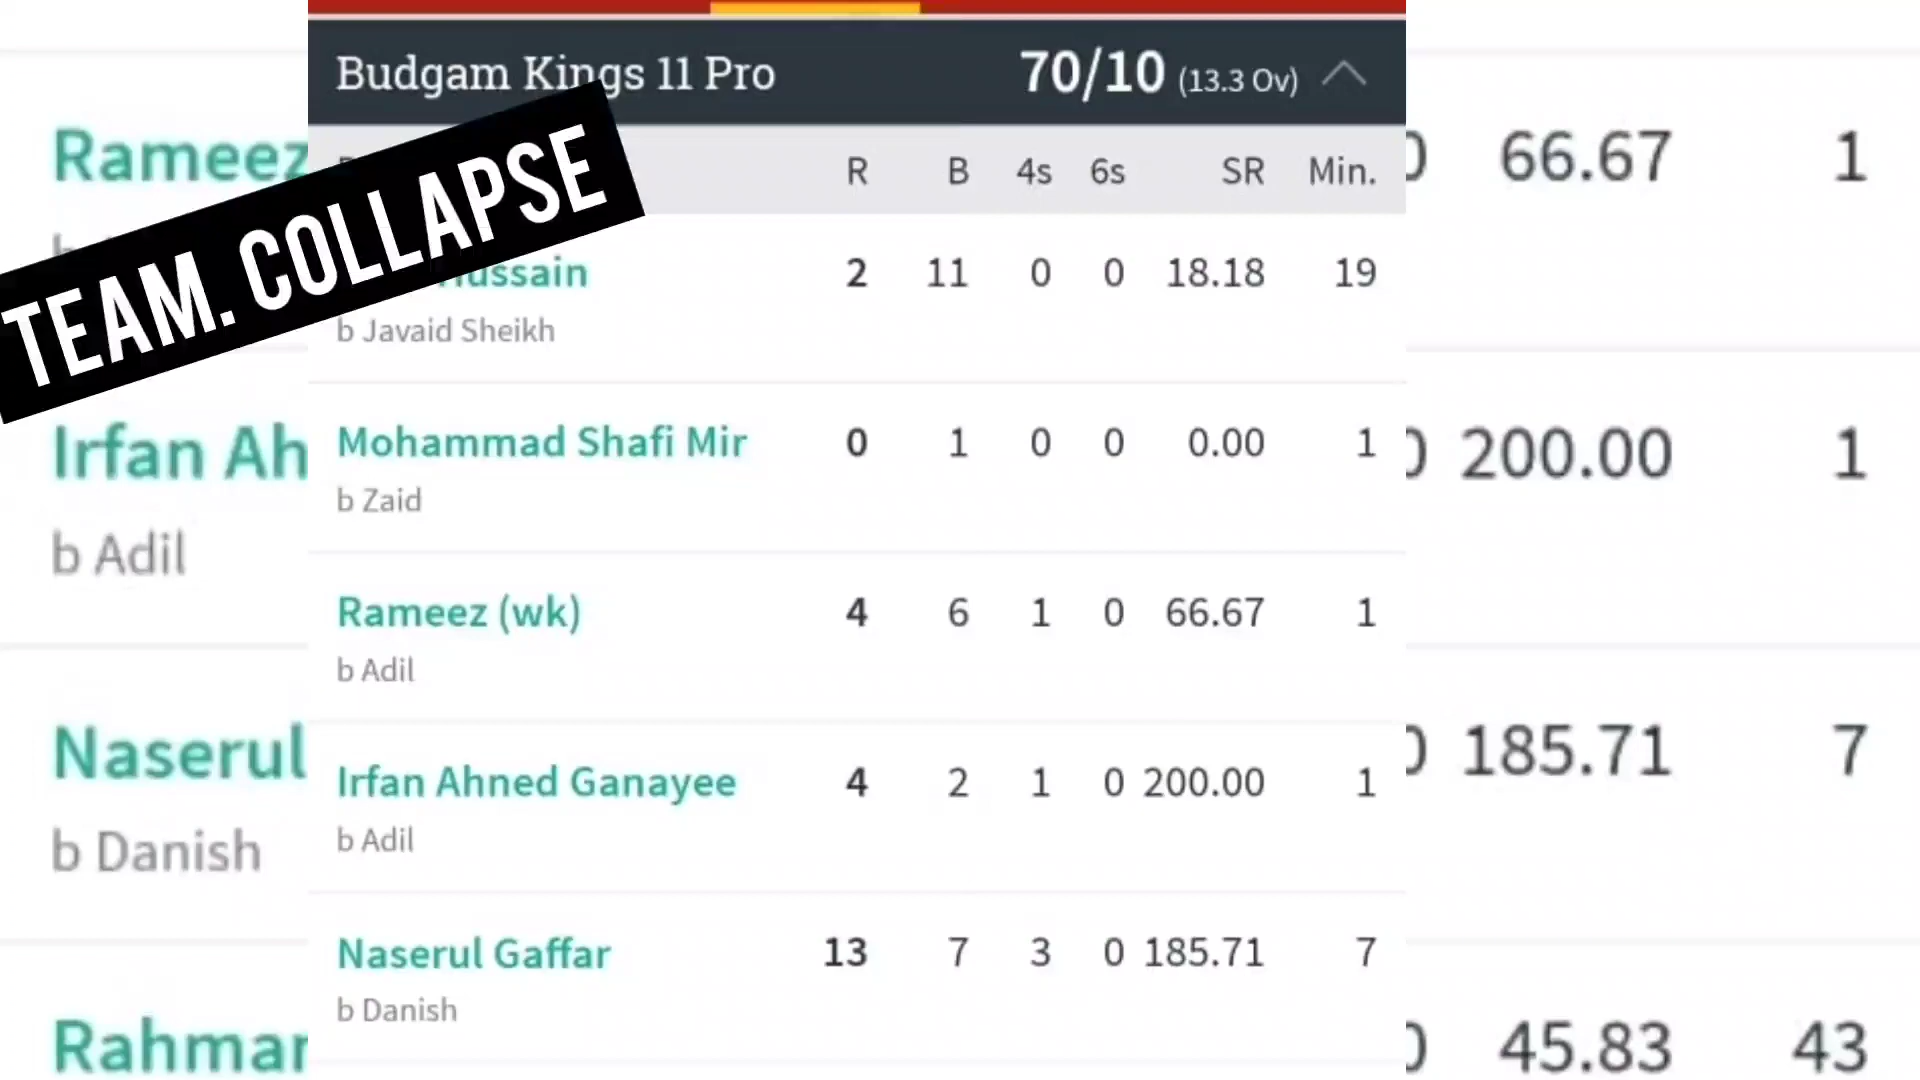 Budgam Kings 11 Pro 70/10 (13.3 Ov)
TEAM. COLLAPSE
R B 4s 6s SR Min.
2 11 0 0 18.18 19
b Javaid Sheikh
Mohammad Shafi Mir 0 1 0 0 0.00 1
b Zaid
Rameez (wk) 4 6 1 0 66.67 1
b Adil
Irfan Ahned Ganayee 4 2 1 0 200.00 1
b Adil
Naserul Gaffar 13 7 3 0 185.71 7
b Danish
Rameez 66.67 1
Irfan 200.00 1
b Adil
Naserul 185.71 7
b Danish
45.83 43